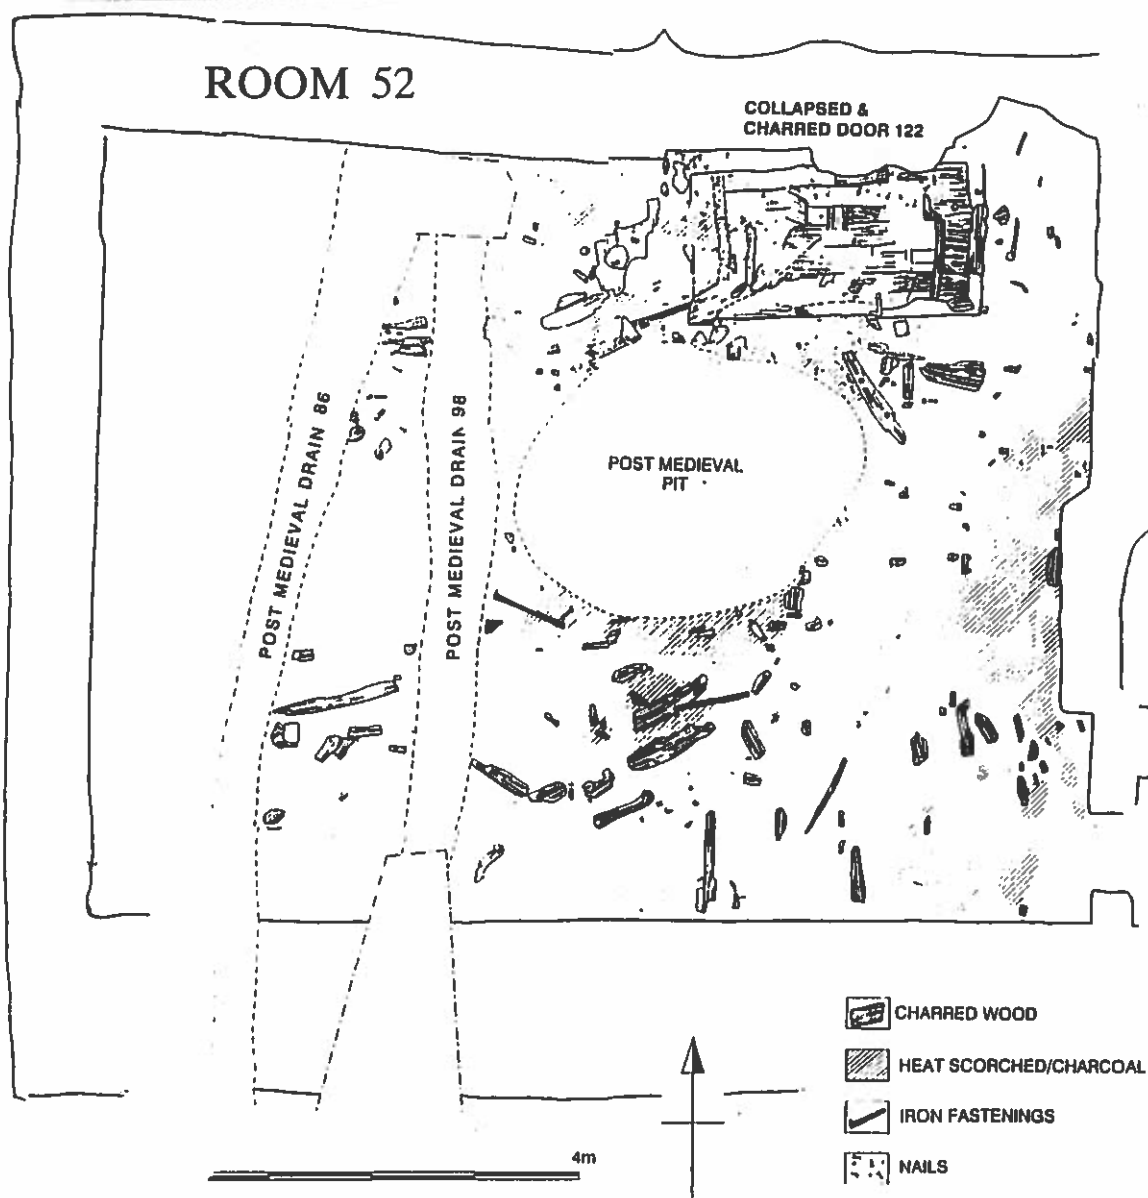 ROOM 52
COLLAPSED &
CHARRED DOOR 122
POST MEDIEVAL DRAIN 86
POST MEDIEVAL DRAIN 98
POST MEDIEVAL
PIT
CHARRED WOOD
HEAT SCORCHED/CHARCOAL
IRON FASTENINGS
NAILS
4m